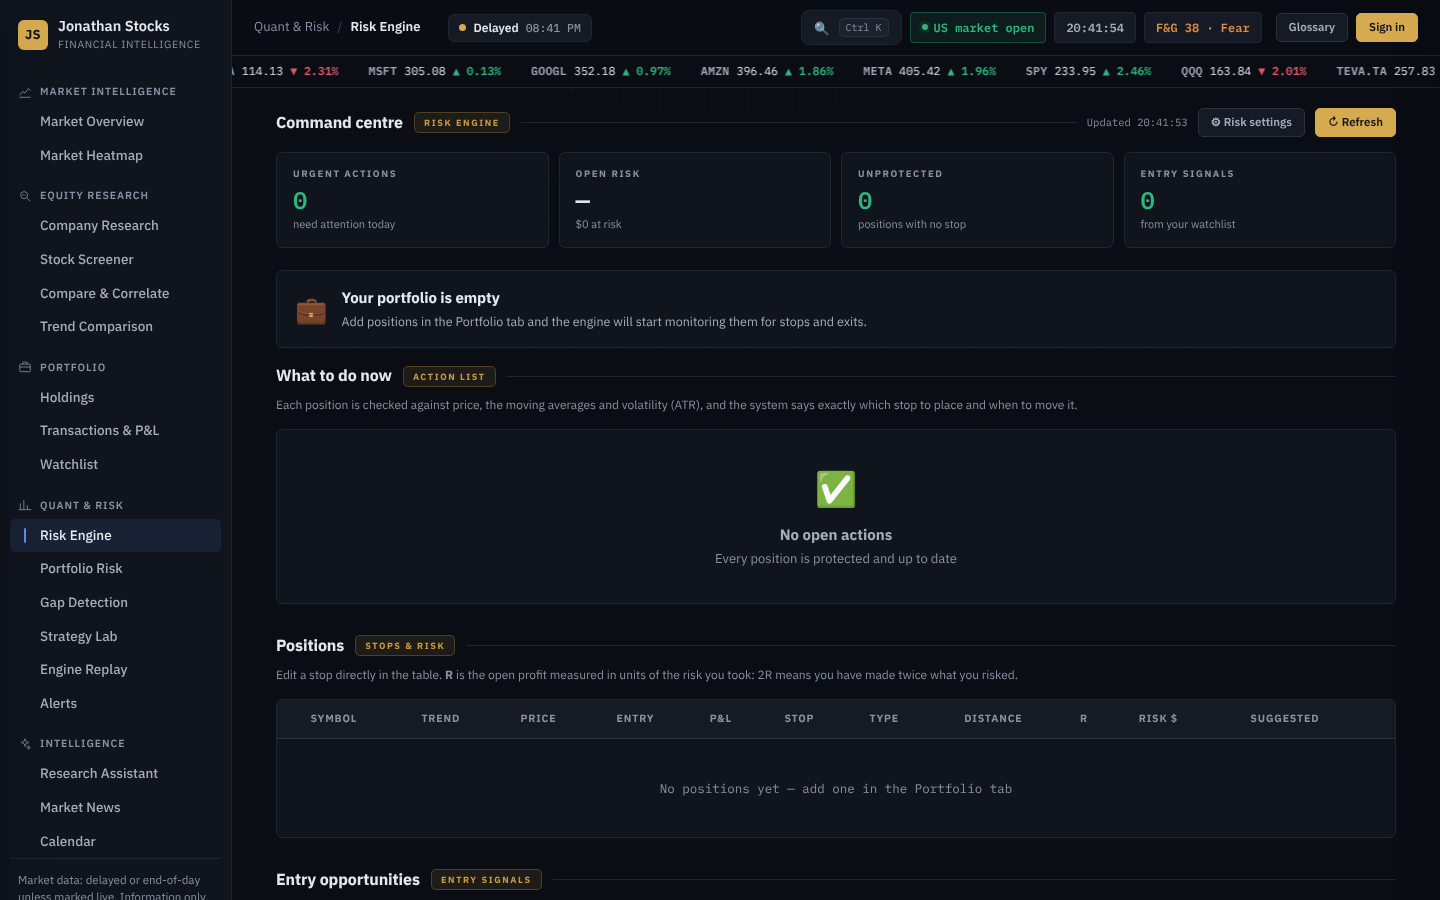 JS
Jonathan Stocks
FINANCIAL INTELLIGENCE
MARKET INTELLIGENCE
Market Overview
Market Heatmap
EQUITY RESEARCH
Company Research
Stock Screener
Compare & Correlate
Trend Comparison
PORTFOLIO
Holdings
Transactions & P&L
Watchlist
QUANT & RISK
Risk Engine
Portfolio Risk
Gap Detection
Strategy Lab
Engine Replay
Alerts
INTELLIGENCE
Research Assistant
Market News
Calendar
Market data: delayed or end-of-day
unless marked live. Information only.
Quant & Risk / Risk Engine
Delayed 08:41 PM
Ctrl K
US market open
20:41:54
F&G 38 · Fear
Glossary
Sign in
114.13 ▼ 2.31% MSFT 305.08 ▲ 0.13% GOOGL 352.18 ▲ 0.97% AMZN 396.46 ▲ 1.86% META 405.42 ▲ 1.96% SPY 233.95 ▲ 2.46% QQQ 163.84 ▼ 2.01% TEVA.TA 257.83
Command centre RISK ENGINE
Updated 20:41:53
⚙ Risk settings
↻ Refresh
URGENT ACTIONS
0
need attention today
OPEN RISK
—
$0 at risk
UNPROTECTED
0
positions with no stop
ENTRY SIGNALS
0
from your watchlist
Your portfolio is empty
Add positions in the Portfolio tab and the engine will start monitoring them for stops and exits.
What to do now ACTION LIST
Each position is checked against price, the moving averages and volatility (ATR), and the system says exactly which stop to place and when to move it.
No open actions
Every position is protected and up to date
Positions STOPS & RISK
Edit a stop directly in the table. R is the open profit measured in units of the risk you took: 2R means you have made twice what you risked.
SYMBOL TREND PRICE ENTRY P&L STOP TYPE DISTANCE R RISK $ SUGGESTED
No positions yet — add one in the Portfolio tab
Entry opportunities ENTRY SIGNALS